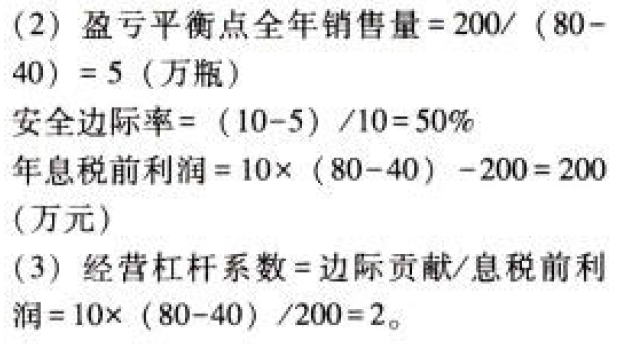 (2) 盈亏平衡点全年销售量=200/ (80-
40) =5 (万瓶)
安全边际率= (10-5) /10=50%
年息税前利润=10× (80-40) -200=200
(万元)
(3) 经营杠杆系数=边际贡献/息税前利
润=10× (80-40) /200=2。